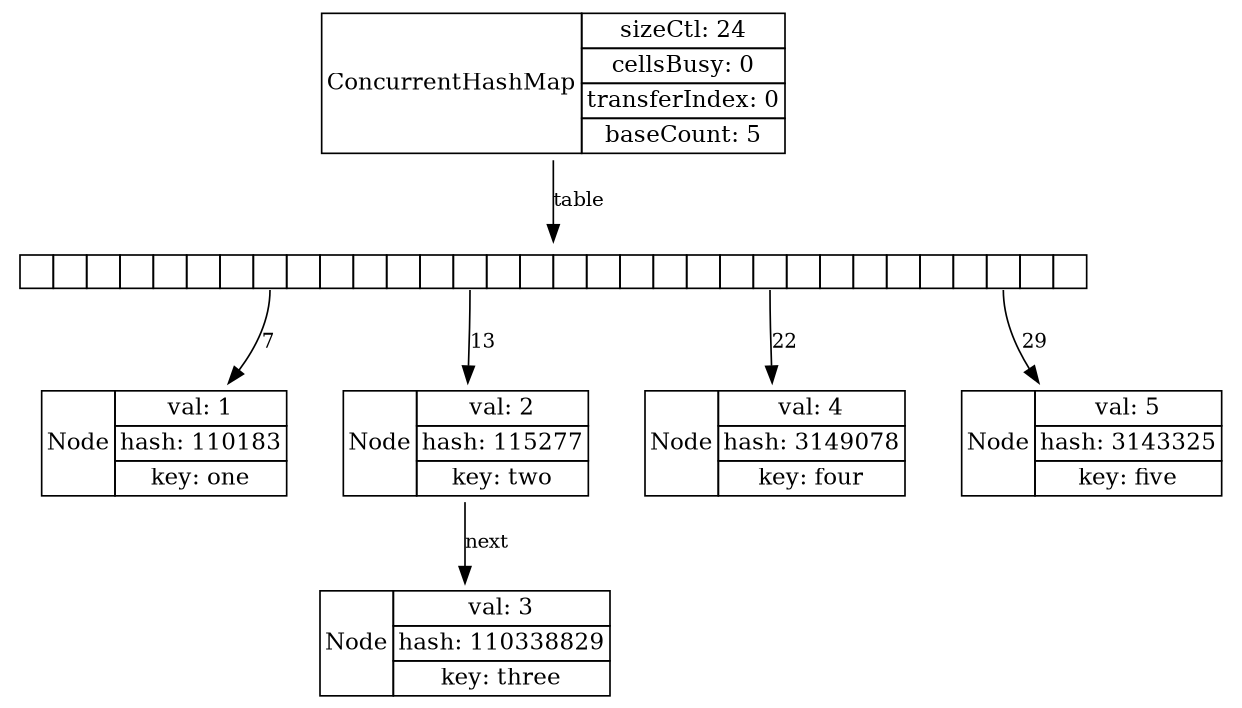 ConcurrentHashMap
sizeCtl: 24
cellsBusy: 0
transferIndex: 0
baseCount: 5
table
7
13
22
29
Node
val: 1
hash: 110183
key: one
Node
val: 2
hash: 115277
key: two
Node
val: 4
hash: 3149078
key: four
Node
val: 5
hash: 3143325
key: five
next
Node
val: 3
hash: 110338829
key: three